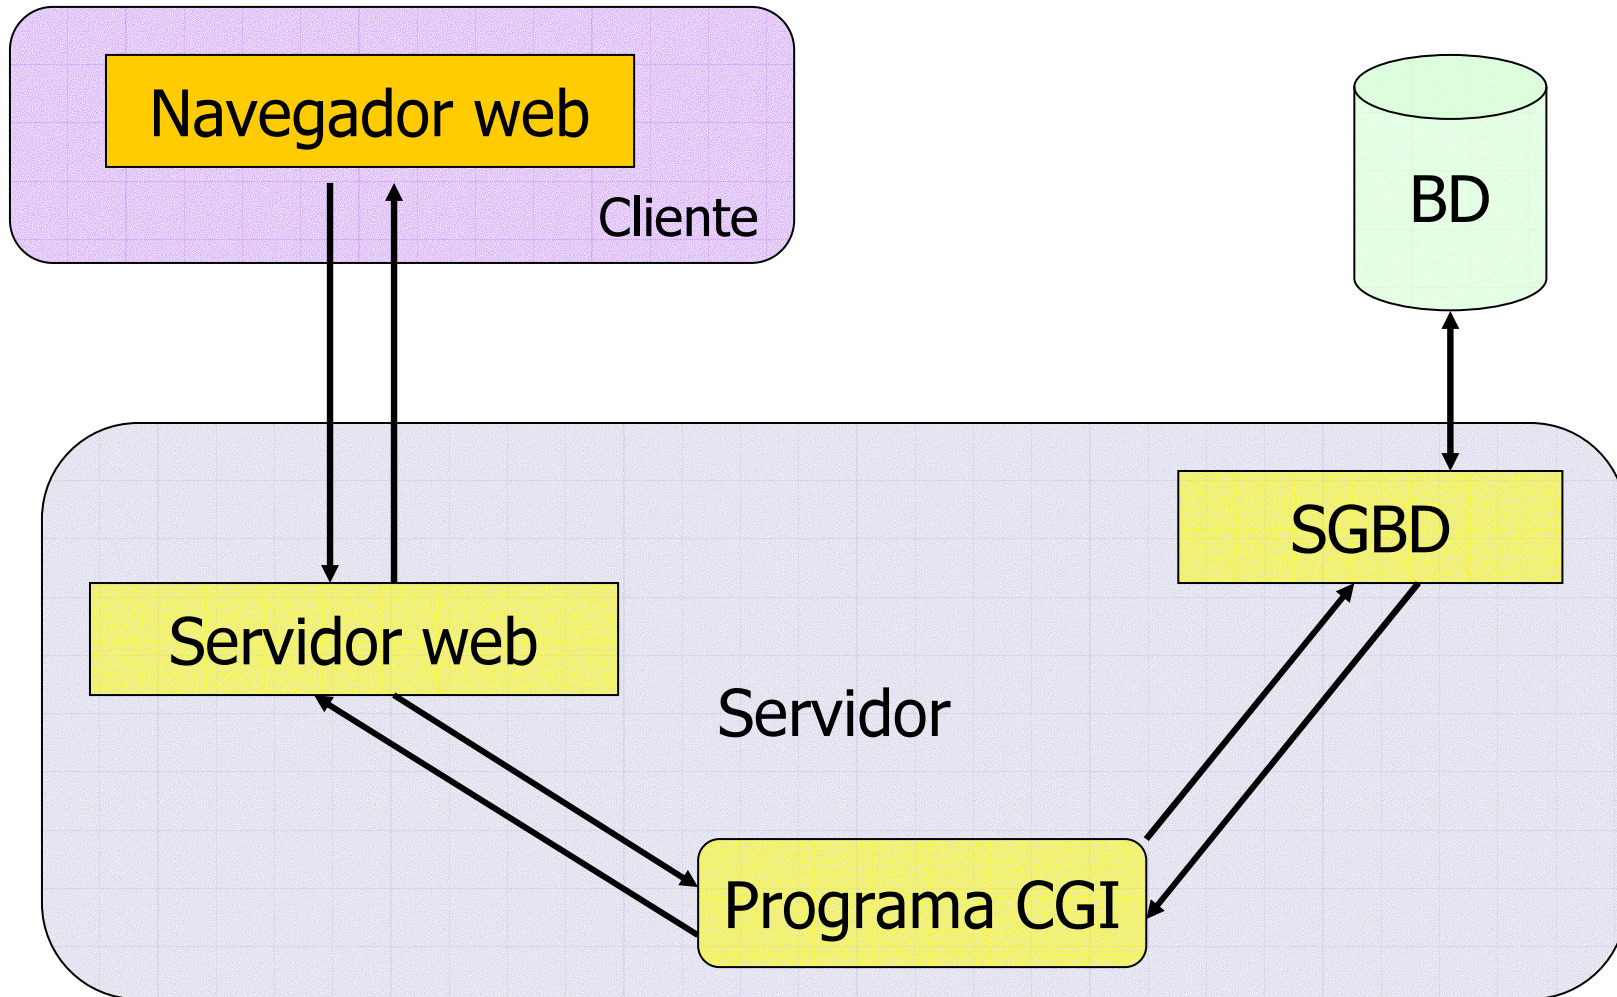 Navegador web
Cliente
BD
SGBD
Servidor web
Servidor
Programa CGI